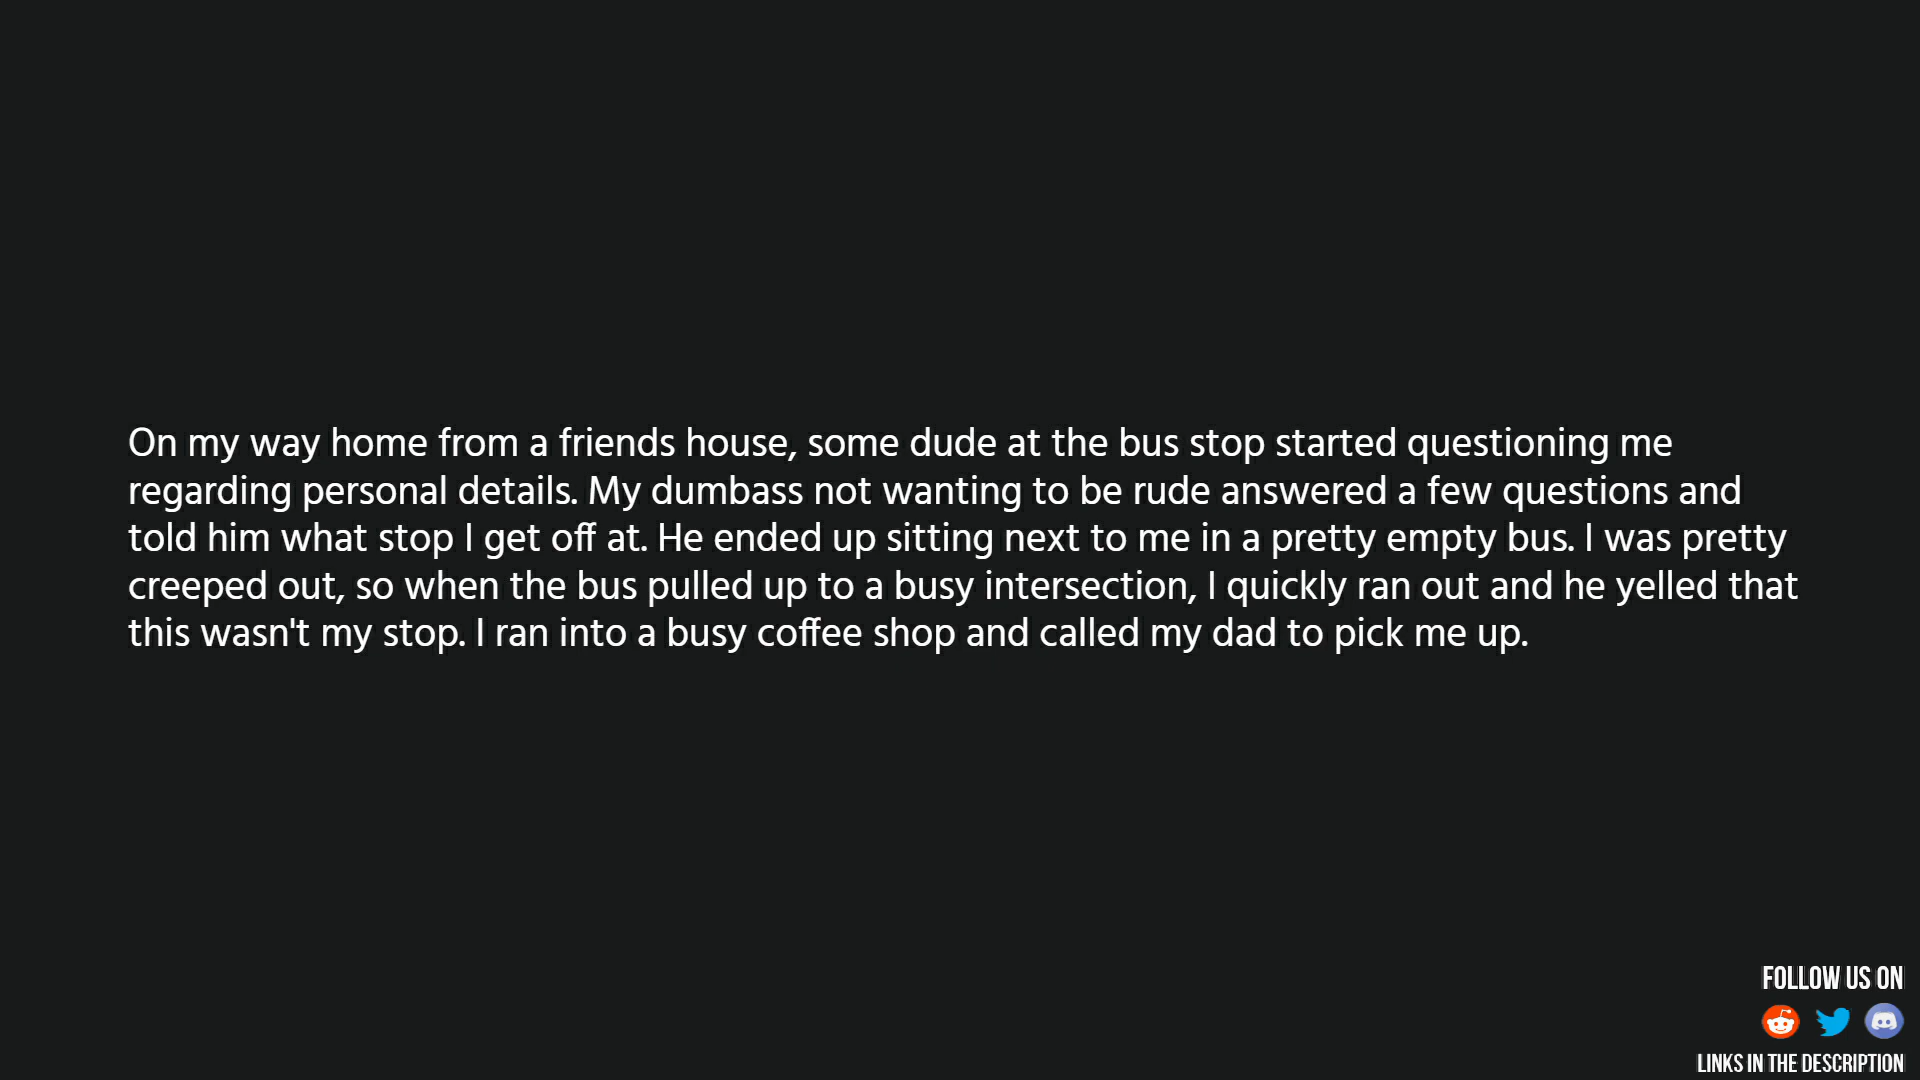 On my way home from a friends house, some dude at the bus stop started questioning me
regarding personal details. My dumbass not wanting to be rude answered a few questions and
told him what stop I get off at. He ended up sitting next to me in a pretty empty bus. I was pretty
creeped out, so when the bus pulled up to a busy intersection, I quickly ran out and he yelled that
this wasn't my stop. I ran into a busy coffee shop and called my dad to pick me up.
FOLLOW US ON
LINKS IN THE DESCRIPTION